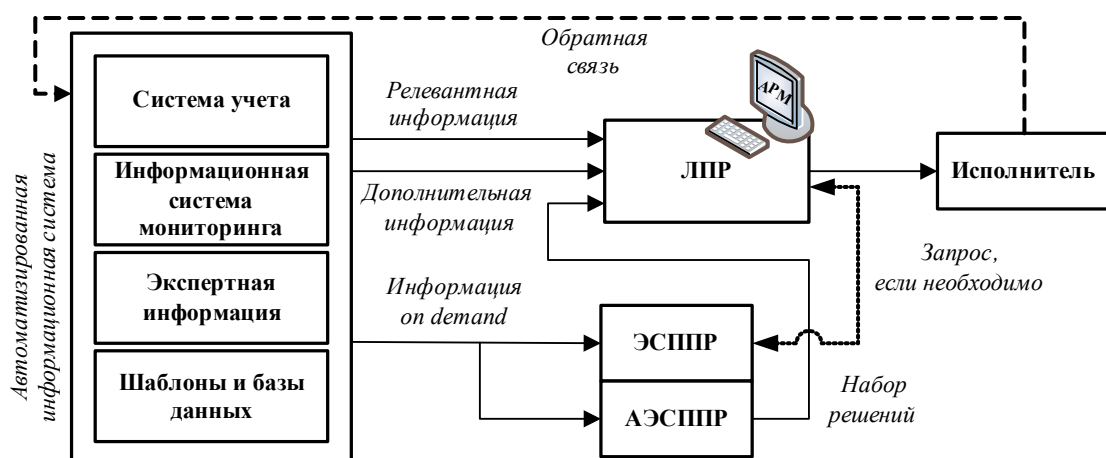 Обратная
связь
Автоматизированная
информационная система
Система учета
Информационная
система
мониторинга
Экспертная
информация
Шаблоны и базы
данных
Релевантная
информация
Дополнительная
информация
Информация
on demand
АРМ
ЛПР
Исполнитель
Запрос,
если необходимо
ЭСППР
АЭСППР
Набор
решений